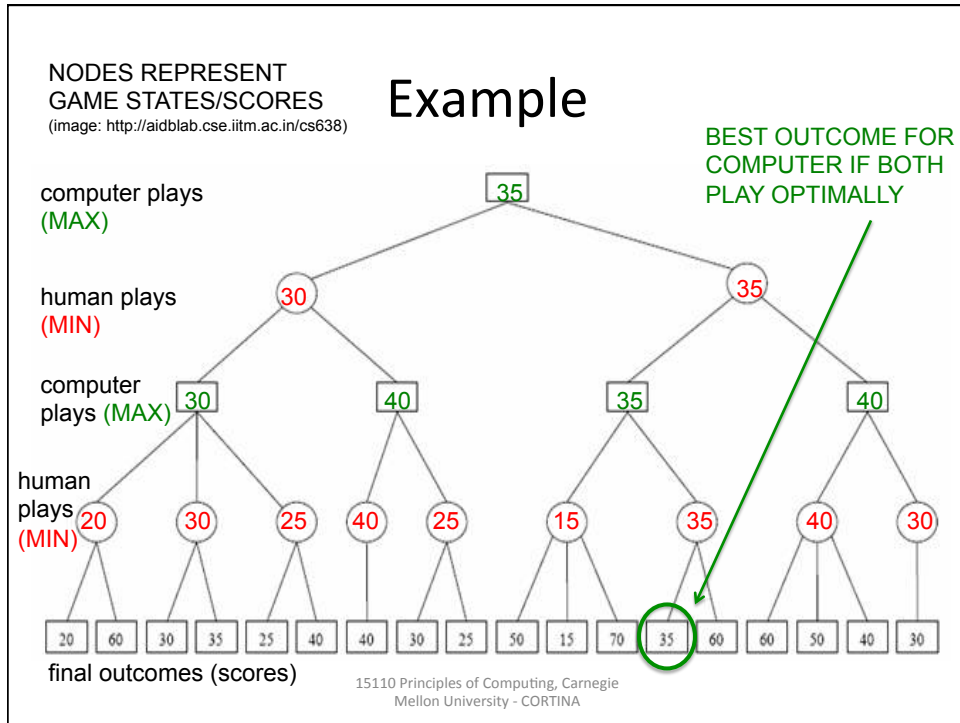 NODES REPRESENT
GAME STATES/SCORES
(image: http://aidblab.cse.iitm.ac.in/cs638)
Example
BEST OUTCOME FOR
COMPUTER IF BOTH
PLAY OPTIMALLY
computer plays
(MAX)
35
human plays
(MIN)
30 35
computer
plays (MAX)
30 40 35 40
human
plays
(MIN)
20 30 25 40 25 15 35 40 30
20 60 30 35 25 40 40 30 25 50 15 70 35 60 60 50 40 30
final outcomes (scores)
15110 Principles of Computing, Carnegie
Mellon University - CORTINA